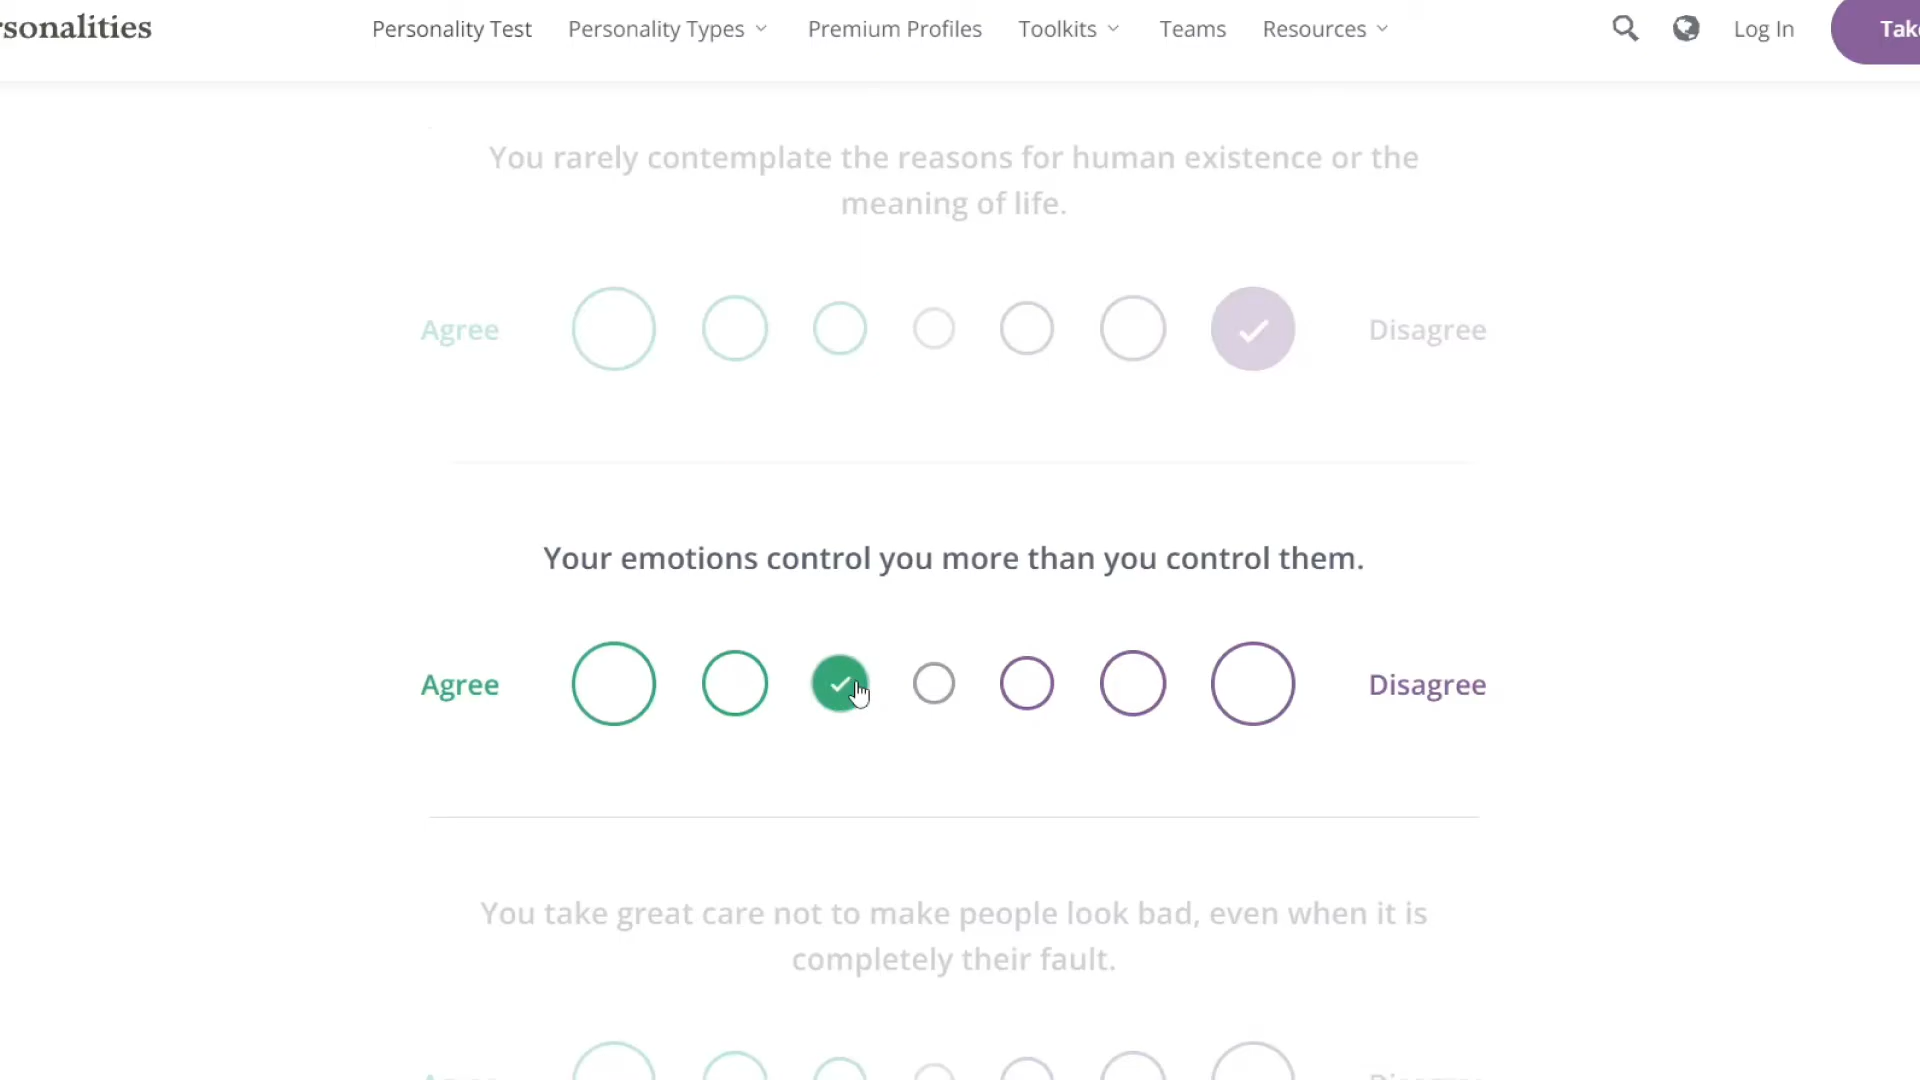 rsonalities
Personality Test Personality Types Premium Profiles Toolkits Teams Resources Log In Tak
You rarely contemplate the reasons for human existence or the
meaning of life.
Agree Disagree
Your emotions control you more than you control them.
Agree Disagree
You take great care not to make people look bad, even when it is
completely their fault.